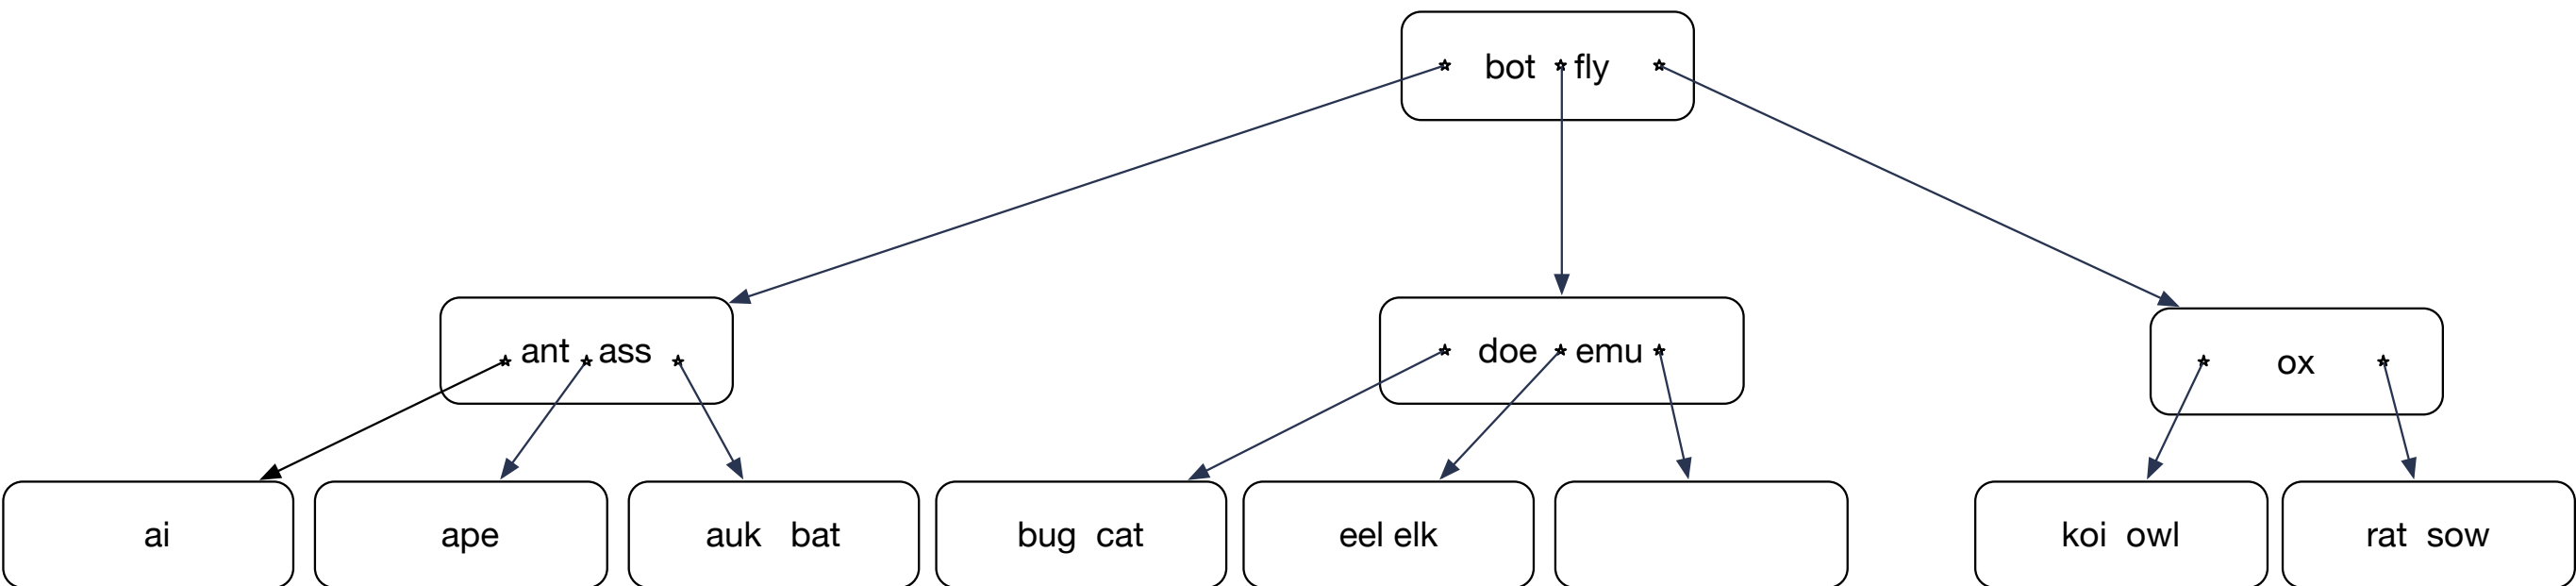 bot fly
ant ass
doe emu
ox
ai
ape
auk bat
bug cat
eel elk
koi owl
rat sow